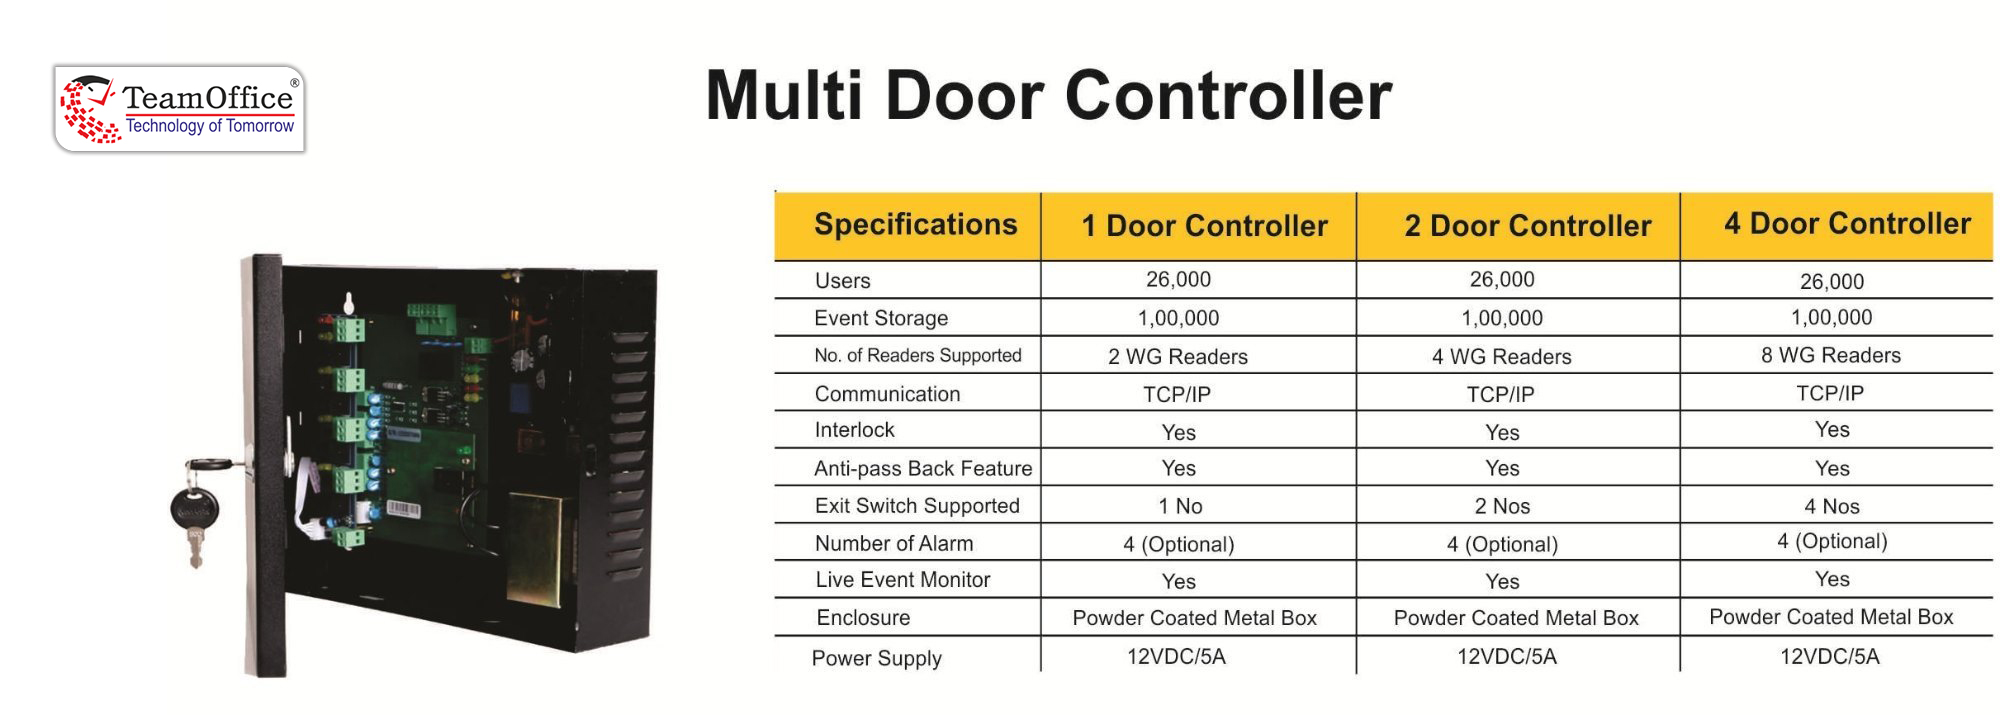 TeamOffice®
Technology of Tomorrow
Multi Door Controller
Specifications 1 Door Controller 2 Door Controller 4 Door Controller
Users 26,000 26,000 26,000
Event Storage 1,00,000 1,00,000 1,00,000
No. of Readers Supported 2 WG Readers 4 WG Readers 8 WG Readers
Communication TCP/IP TCP/IP TCP/IP
Interlock Yes Yes Yes
Anti-pass Back Feature Yes Yes Yes
Exit Switch Supported 1 No 2 Nos 4 Nos
Number of Alarm 4 (Optional) 4 (Optional) 4 (Optional)
Live Event Monitor Yes Yes Yes
Enclosure Powder Coated Metal Box Powder Coated Metal Box Powder Coated Metal Box
Power Supply 12VDC/5A 12VDC/5A 12VDC/5A